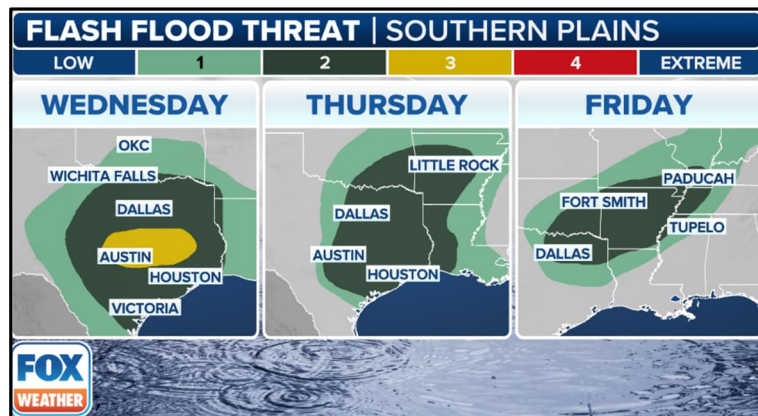 FLASH FLOOD THREAT | SOUTHERN PLAINS
LOW 1 2 3 4 EXTREME
WEDNESDAY
OKC
WICHITA FALLS
DALLAS
AUSTIN
HOUSTON
VICTORIA
THURSDAY
LITTLE ROCK
DALLAS
AUSTIN
HOUSTON
FRIDAY
PADUCAH
FORT SMITH
TUPELO
DALLAS
FOX
WEATHER